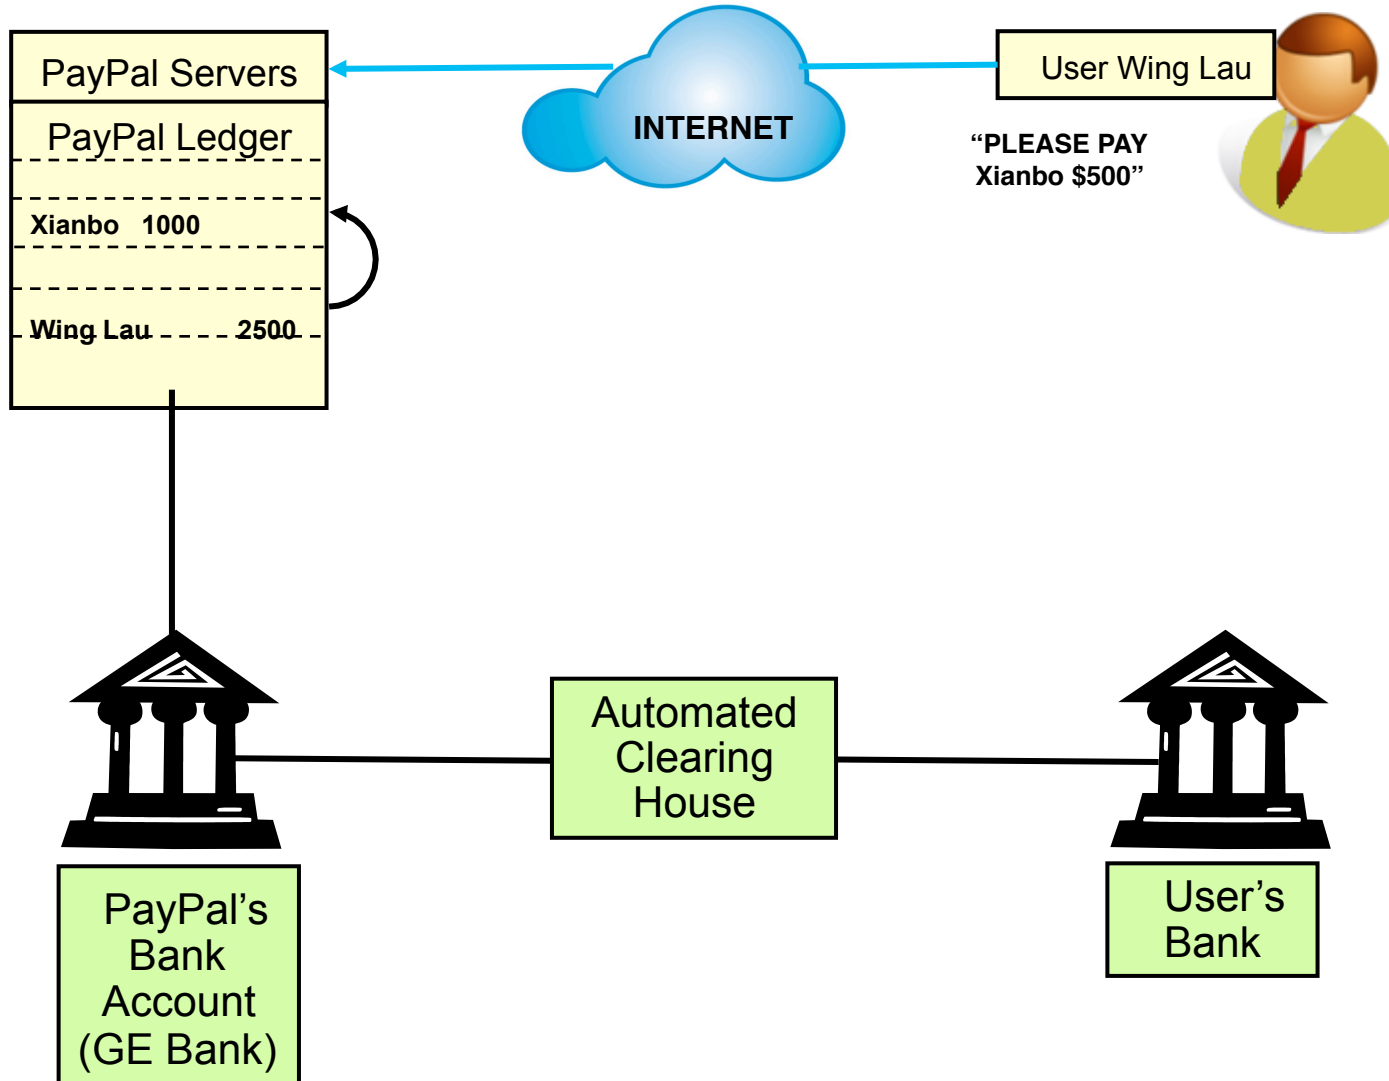 PayPal Servers
PayPal Ledger
Xianbo 1000
Wing Lau 2500
INTERNET
User Wing Lau
“PLEASE PAY
Xianbo $500”
Automated
Clearing
House
PayPal’s
Bank
Account
(GE Bank)
User’s
Bank